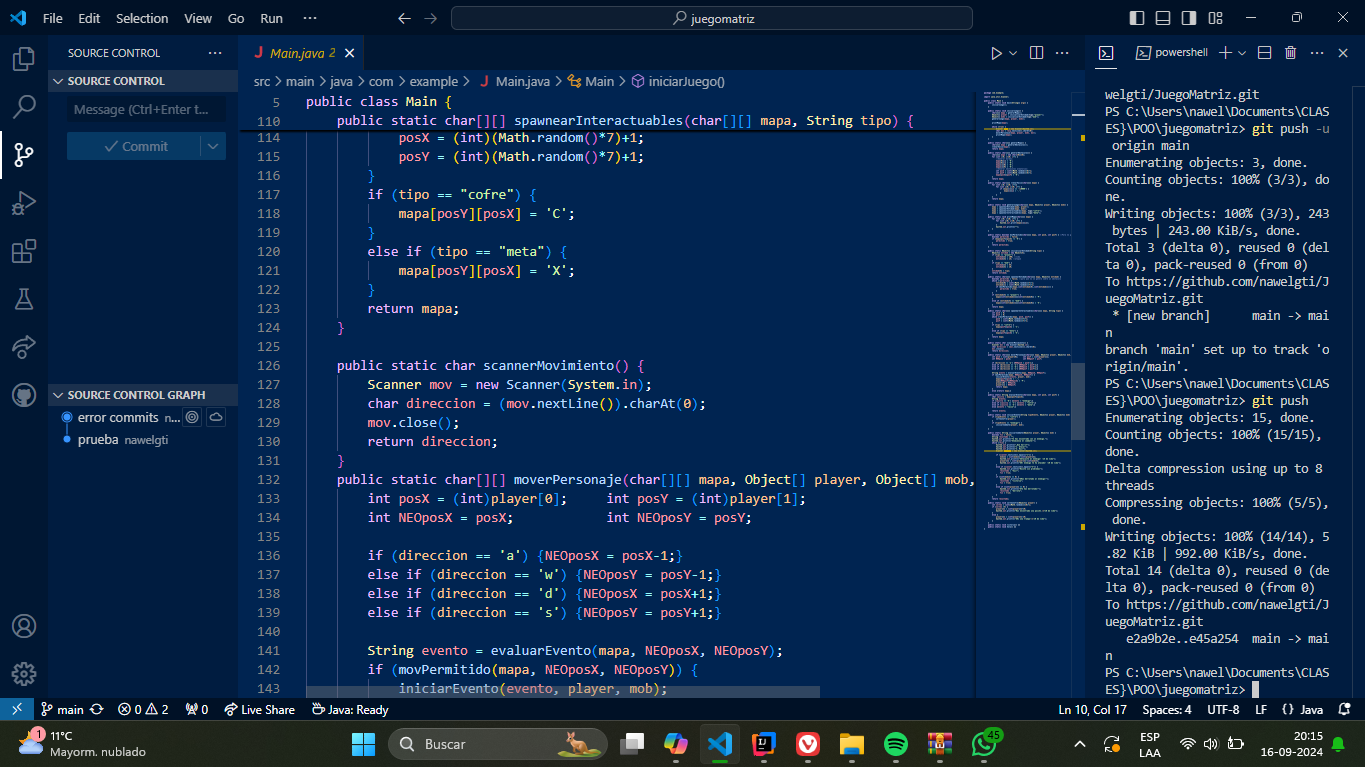 File Edit Selection View Go Run ···
juegomatriz
SOURCE CONTROL ···
SOURCE CONTROL
Message (Ctrl+Enter t...
Commit
SOURCE CONTROL GRAPH
error commits n...
prueba nawelgti
J Main.java 2
src > main > java > com > example > J Main.java > Main > iniciarJuego()
5 public class Main {
110 public static char[][] spawnearInteractuables(char[][] mapa, String tipo) {
114 posX = (int)(Math.random()*7)+1;
115 posY = (int)(Math.random()*7)+1;
116 }
117 if (tipo == "cofre") {
118 mapa[posY][posX] = 'C';
119 }
120 else if (tipo == "meta") {
121 mapa[posY][posX] = 'X';
122 }
123 return mapa;
124 }
125
126 public static char scannerMovimiento() {
127 Scanner mov = new Scanner(System.in);
128 char direccion = (mov.nextLine()).charAt(0);
129 mov.close();
130 return direccion;
131 }
132 public static char[][] moverPersonaje(char[][] mapa, Object[] player, Object[] mob,
133 int posX = (int)player[0]; int posY = (int)player[1];
134 int NEOposX = posX; int NEOposY = posY;
135
136 if (direccion == 'a') {NEOposX = posX-1;}
137 else if (direccion == 'w') {NEOposY = posY-1;}
138 else if (direccion == 'd') {NEOposX = posX+1;}
139 else if (direccion == 's') {NEOposY = posY+1;}
140
141 String evento = evaluarEvento(mapa, NEOposX, NEOposY);
142 if (movPermitido(mapa, NEOposX, NEOposY)) {
143 iniciarEvento(evento, player, mob);
powershell
welgti/JuegoMatriz.git
PS C:\Users\nawel\Documents\CLAS
ES}\POO\juegomatriz> git push -u
origin main
Enumerating objects: 3, done.
Counting objects: 100% (3/3), do
ne.
Writing objects: 100% (3/3), 243
bytes | 243.00 KiB/s, done.
Total 3 (delta 0), reused 0 (del
ta 0), pack-reused 0 (from 0)
To https://github.com/nawelgti/J
uegoMatriz.git
* [new branch] main -> mai
n
branch 'main' set up to track 'o
rigin/main'.
PS C:\Users\nawel\Documents\CLAS
ES}\POO\juegomatriz> git push
Enumerating objects: 15, done.
Counting objects: 100% (15/15),
done.
Delta compression using up to 8
threads
Compressing objects: 100% (5/5),
done.
Writing objects: 100% (14/14), 5
.82 KiB | 992.00 KiB/s, done.
Total 14 (delta 0), reused 0 (de
lta 0), pack-reused 0 (from 0)
To https://github.com/nawelgti/J
uegoMatriz.git
e2a9b2e..e45a254 main -> mai
n
PS C:\Users\nawel\Documents\CLAS
ES}\POO\juegomatriz>
main 0 2 0 Live Share Java: Ready Ln 10, Col 17 Spaces: 4 UTF-8 LF {} Java
1 11°C
Mayorm. nublado
Buscar
45
ESP
LAA
20:15
16-09-2024